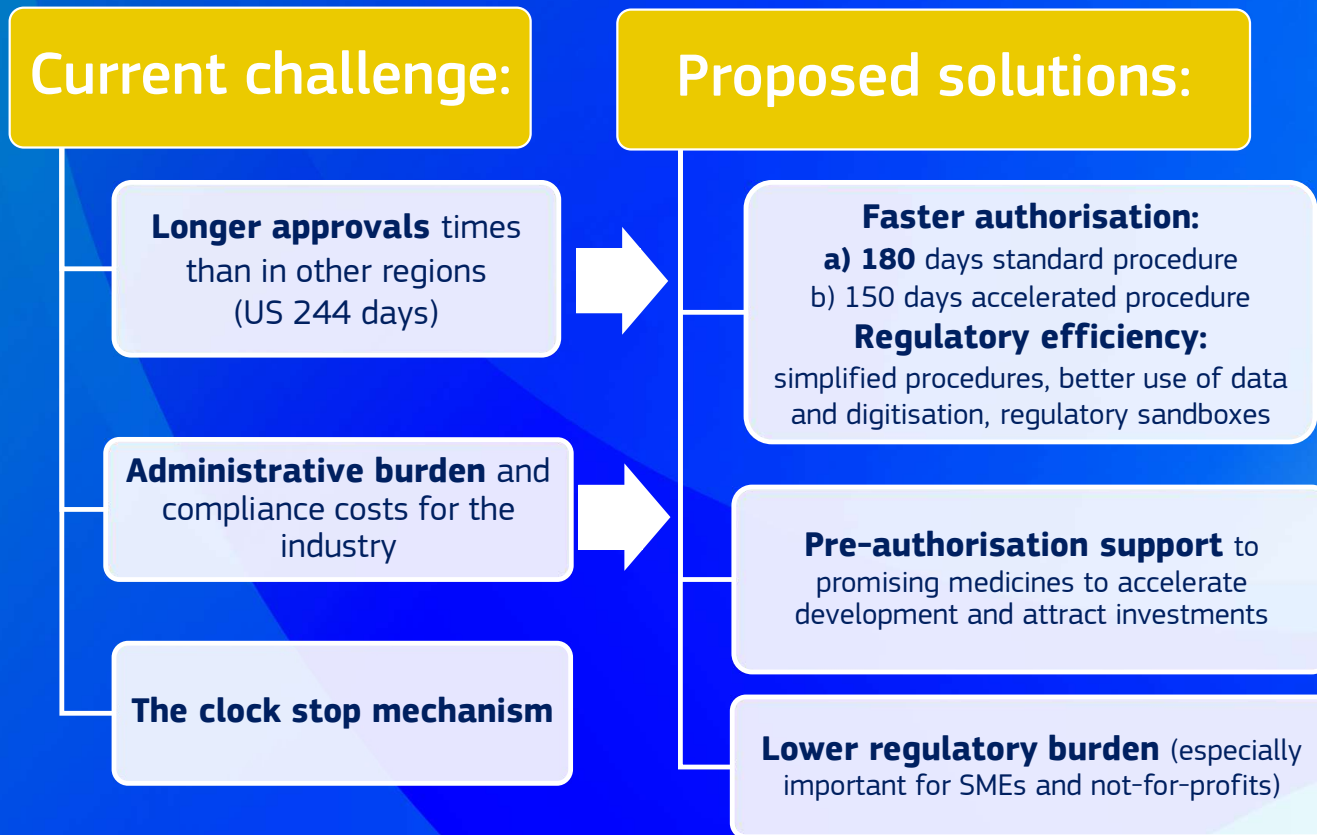 Current challenge:
Longer approvals times
than in other regions
(US 244 days)
Administrative burden and
compliance costs for the
industry
The clock stop mechanism
Proposed solutions:
Faster authorisation:
a) 180 days standard procedure
b) 150 days accelerated procedure
Regulatory efficiency:
simplified procedures, better use of data
and digitisation, regulatory sandboxes
Pre-authorisation support to
promising medicines to accelerate
development and attract investments
Lower regulatory burden (especially
important for SMEs and not-for-profits)